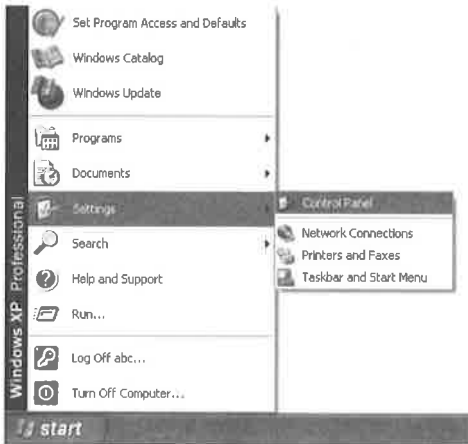 Set Program Access and Defaults
Windows Catalog
Windows Update
Programs
Documents
Settings
Control Panel
Search
Network Connections
Printers and Faxes
Help and Support
Taskbar and Start Menu
Run...
Log Off abc...
Turn Off Computer...
Windows XP Professional
start